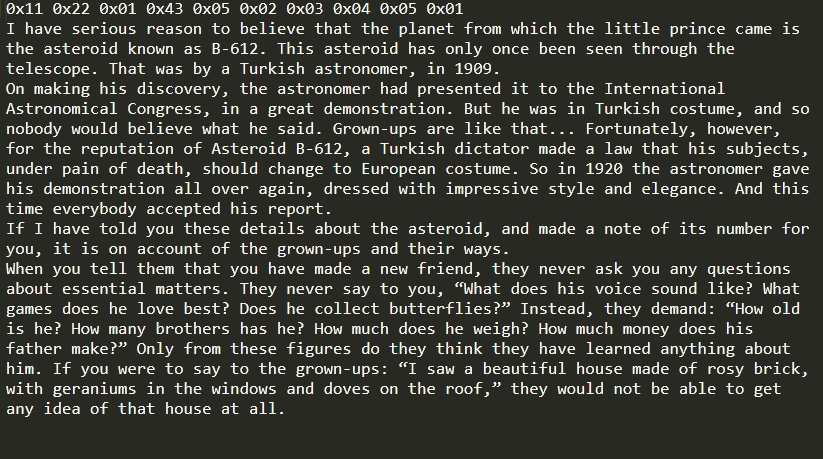 0x11 0x22 0x01 0x43 0x05 0x02 0x03 0x04 0x05 0x01
I have serious reason to believe that the planet from which the little prince came is
the asteroid known as B-612. This asteroid has only once been seen through the
telescope. That was by a Turkish astronomer, in 1909.
On making his discovery, the astronomer had presented it to the International
Astronomical Congress, in a great demonstration. But he was in Turkish costume, and so
nobody would believe what he said. Grown-ups are like that... Fortunately, however,
for the reputation of Asteroid B-612, a Turkish dictator made a law that his subjects,
under pain of death, should change to European costume. So in 1920 the astronomer gave
his demonstration all over again, dressed with impressive style and elegance. And this
time everybody accepted his report.
If I have told you these details about the asteroid, and made a note of its number for
you, it is on account of the grown-ups and their ways.
When you tell them that you have made a new friend, they never ask you any questions
about essential matters. They never say to you, “What does his voice sound like? What
games does he love best? Does he collect butterflies?” Instead, they demand: “How old
is he? How many brothers has he? How much does he weigh? How much money does his
father make?” Only from these figures do they think they have learned anything about
him. If you were to say to the grown-ups: “I saw a beautiful house made of rosy brick,
with geraniums in the windows and doves on the roof,” they would not be able to get
any idea of that house at all.